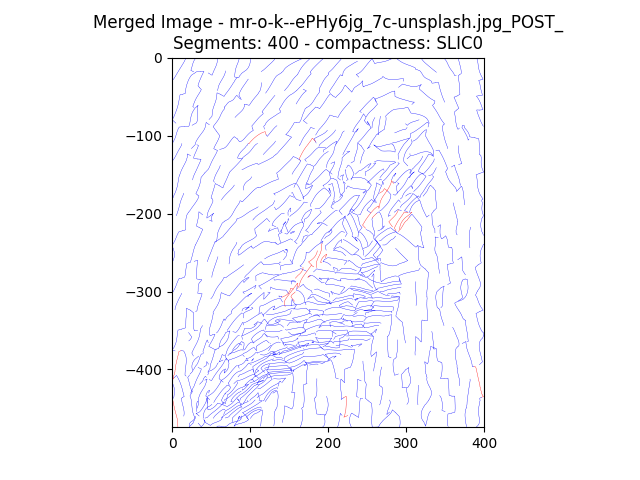 Merged Image - mr-o-k--ePHy6jg_7c-unsplash.jpg_POST_
Segments: 400 - compactness: SLIC0
0
−100
−200
−300
−400
0 100 200 300 400